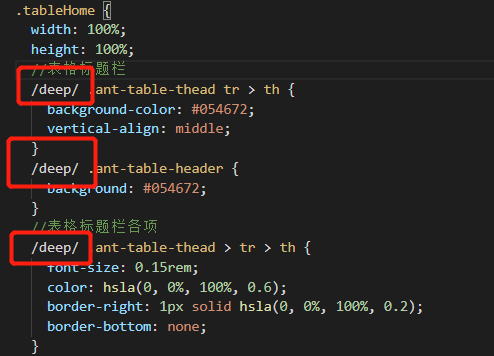 .tableHome {
width: 100%;
height: 100%;
//表格标题栏
/deep/ .ant-table-thead tr > th {
background-color: #054672;
vertical-align: middle;
}
/deep/ .ant-table-header {
background: #054672;
}
//表格标题栏各项
/deep/ .ant-table-thead > tr > th {
font-size: 0.15rem;
color: hsla(0, 0%, 100%, 0.6);
border-right: 1px solid hsla(0, 0%, 100%, 0.2);
border-bottom: none;
}